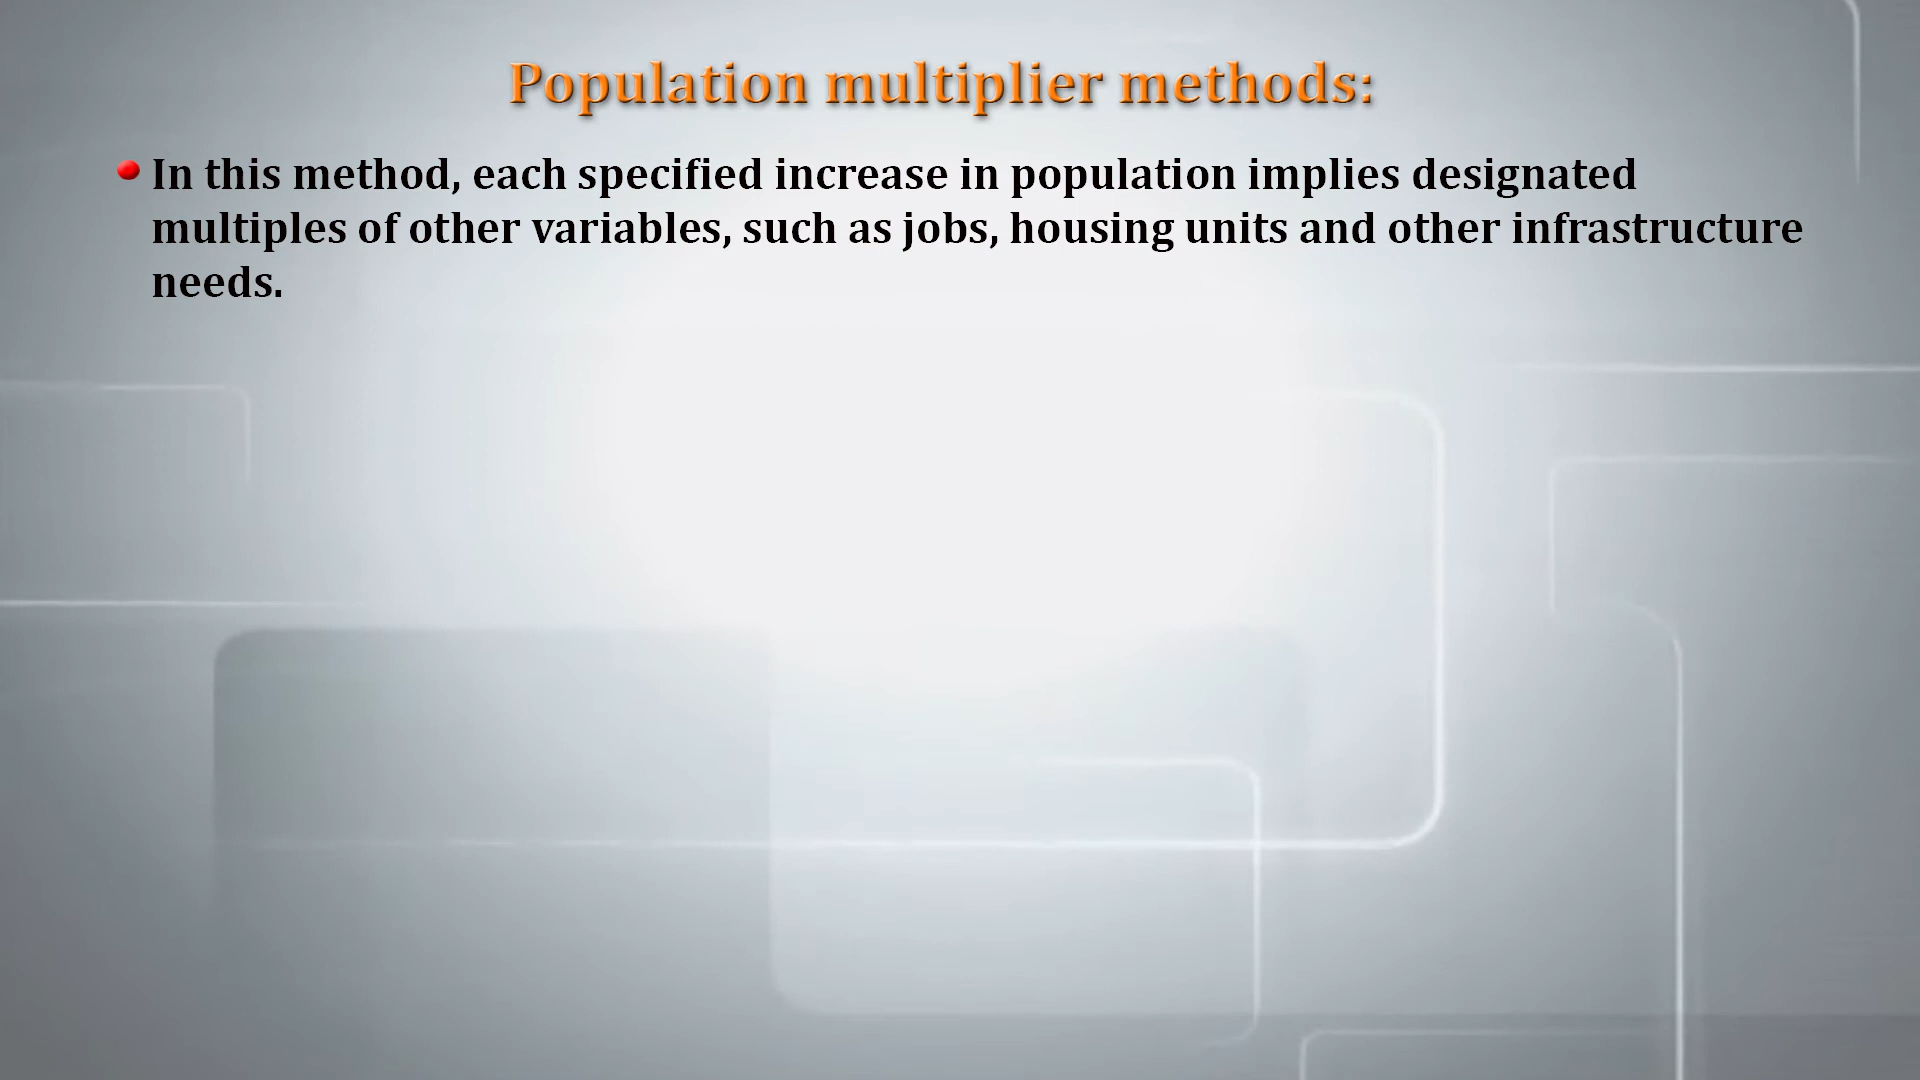 Population multiplier methods:
In this method, each specified increase in population implies designated
multiples of other variables, such as jobs, housing units and other infrastructure
needs.